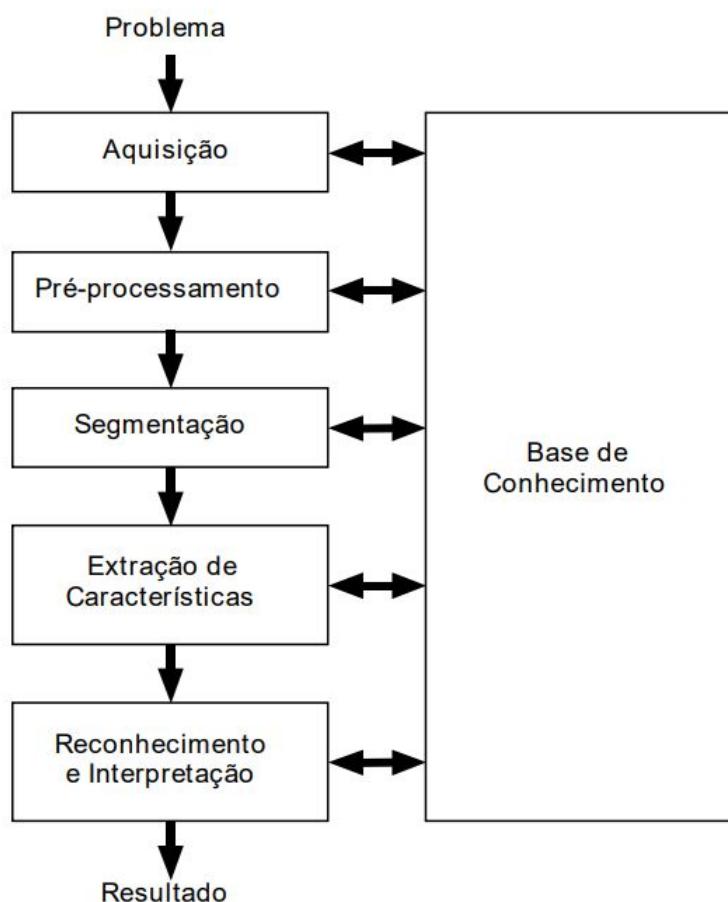 Problema
Aquisição
Pré-processamento
Segmentação
Extração de
Características
Reconhecimento
e Interpretação
Resultado
Base de
Conhecimento